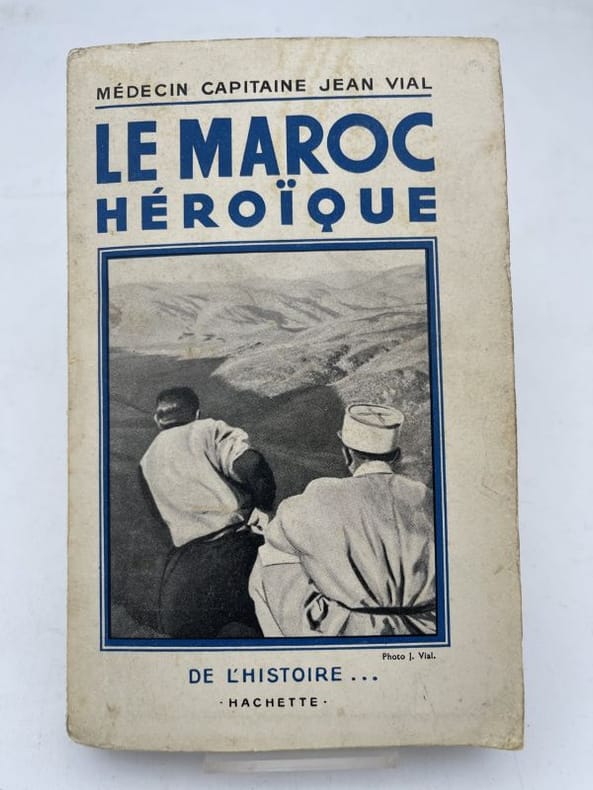 MÉDECIN CAPITAINE JEAN VIAL
LE MAROC
HÉROÏQUE
Photo J. Vial.
DE L'HISTOIRE...
·HACHETTE·